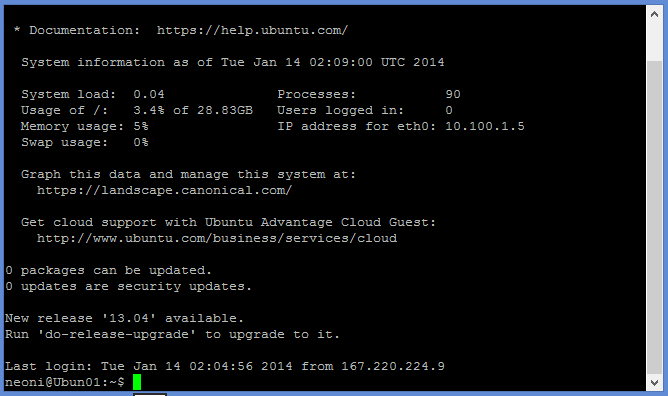 * Documentation:  https://help.ubuntu.com/
System information as of Tue Jan 14 02:09:00 UTC 2014
System load:  0.04              Processes:           90
Usage of /:   3.4% of 28.83GB   Users logged in:     0
Memory usage: 5%                IP address for eth0: 10.100.1.5
Swap usage:   0%
Graph this data and manage this system at:
https://landscape.canonical.com/
Get cloud support with Ubuntu Advantage Cloud Guest:
http://www.ubuntu.com/business/services/cloud
0 packages can be updated.
0 updates are security updates.
New release '13.04' available.
Run 'do-release-upgrade' to upgrade to it.
Last login: Tue Jan 14 02:04:56 2014 from 167.220.224.9
neoni@Ubun01:~$